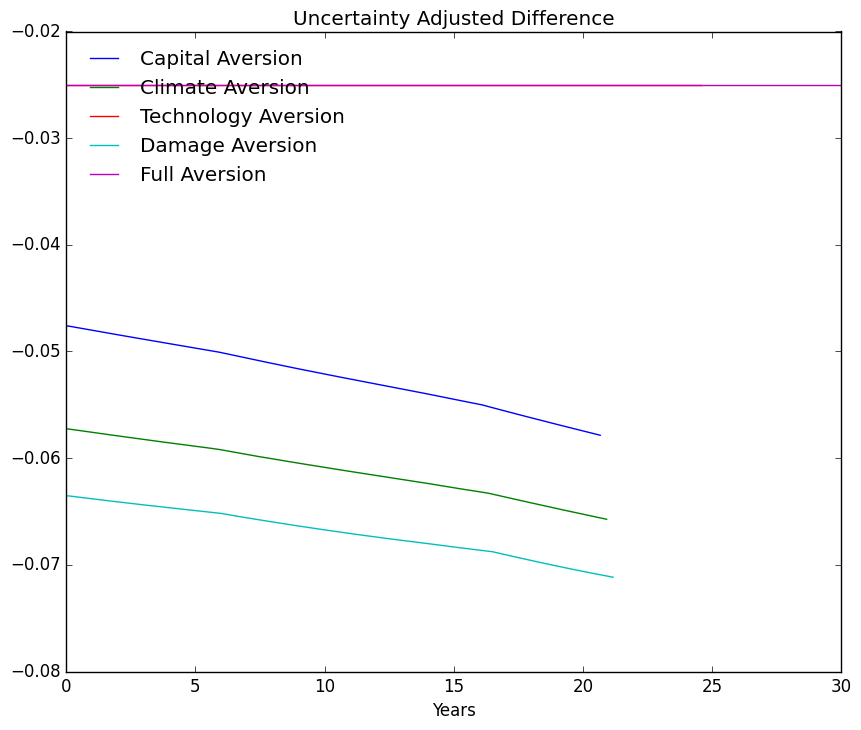 Uncertainty Adjusted Difference
−0.02
Capital Aversion
Climate Aversion
Technology Aversion
Damage Aversion
Full Aversion
−0.03
−0.04
−0.05
−0.06
−0.07
−0.08
0 5 10 15 20 25 30
Years